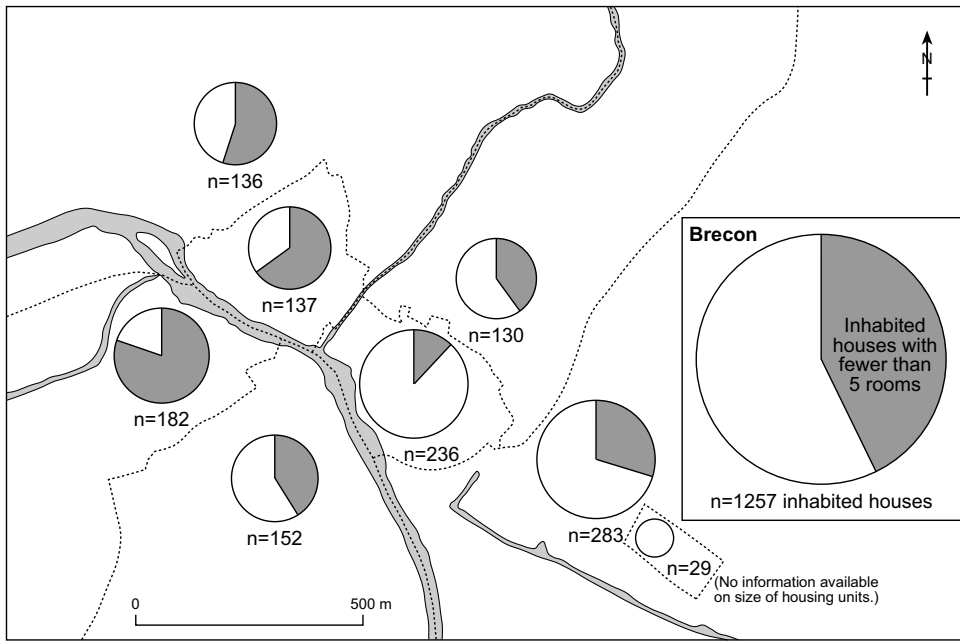 N
n=136
Brecon
n=137
n=130
Inhabited
houses with
fewer than
5 rooms
n=182
n=236
n=152
n=283
n=1257 inhabited houses
n=29
(No information available
on size of housing units.)
0 500 m